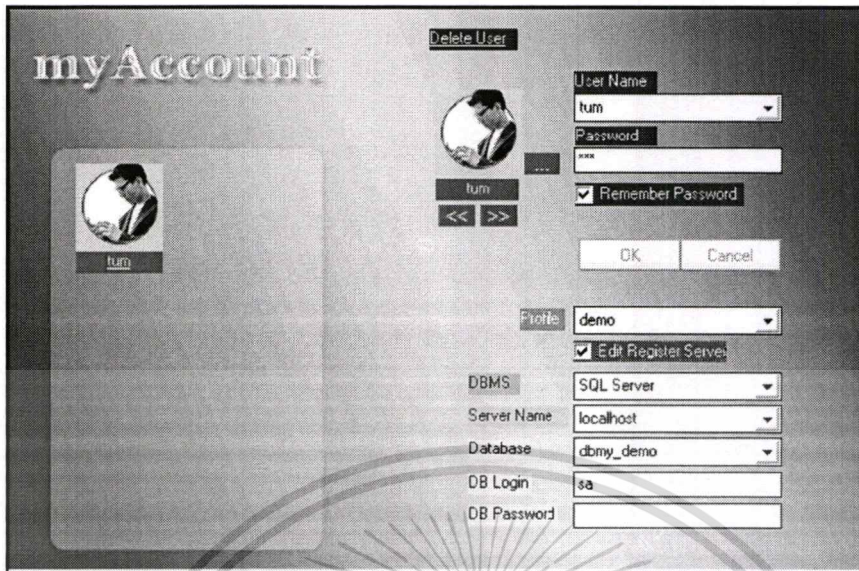 myAccount
tum
Delete User
tum
...
<< >>
User Name
tum
Password
***
Remember Password
OK Cancel
Profile demo
Edit Register Server
DBMS SQL Server
Server Name localhost
Database dbmy_demo
DB Login sa
DB Password